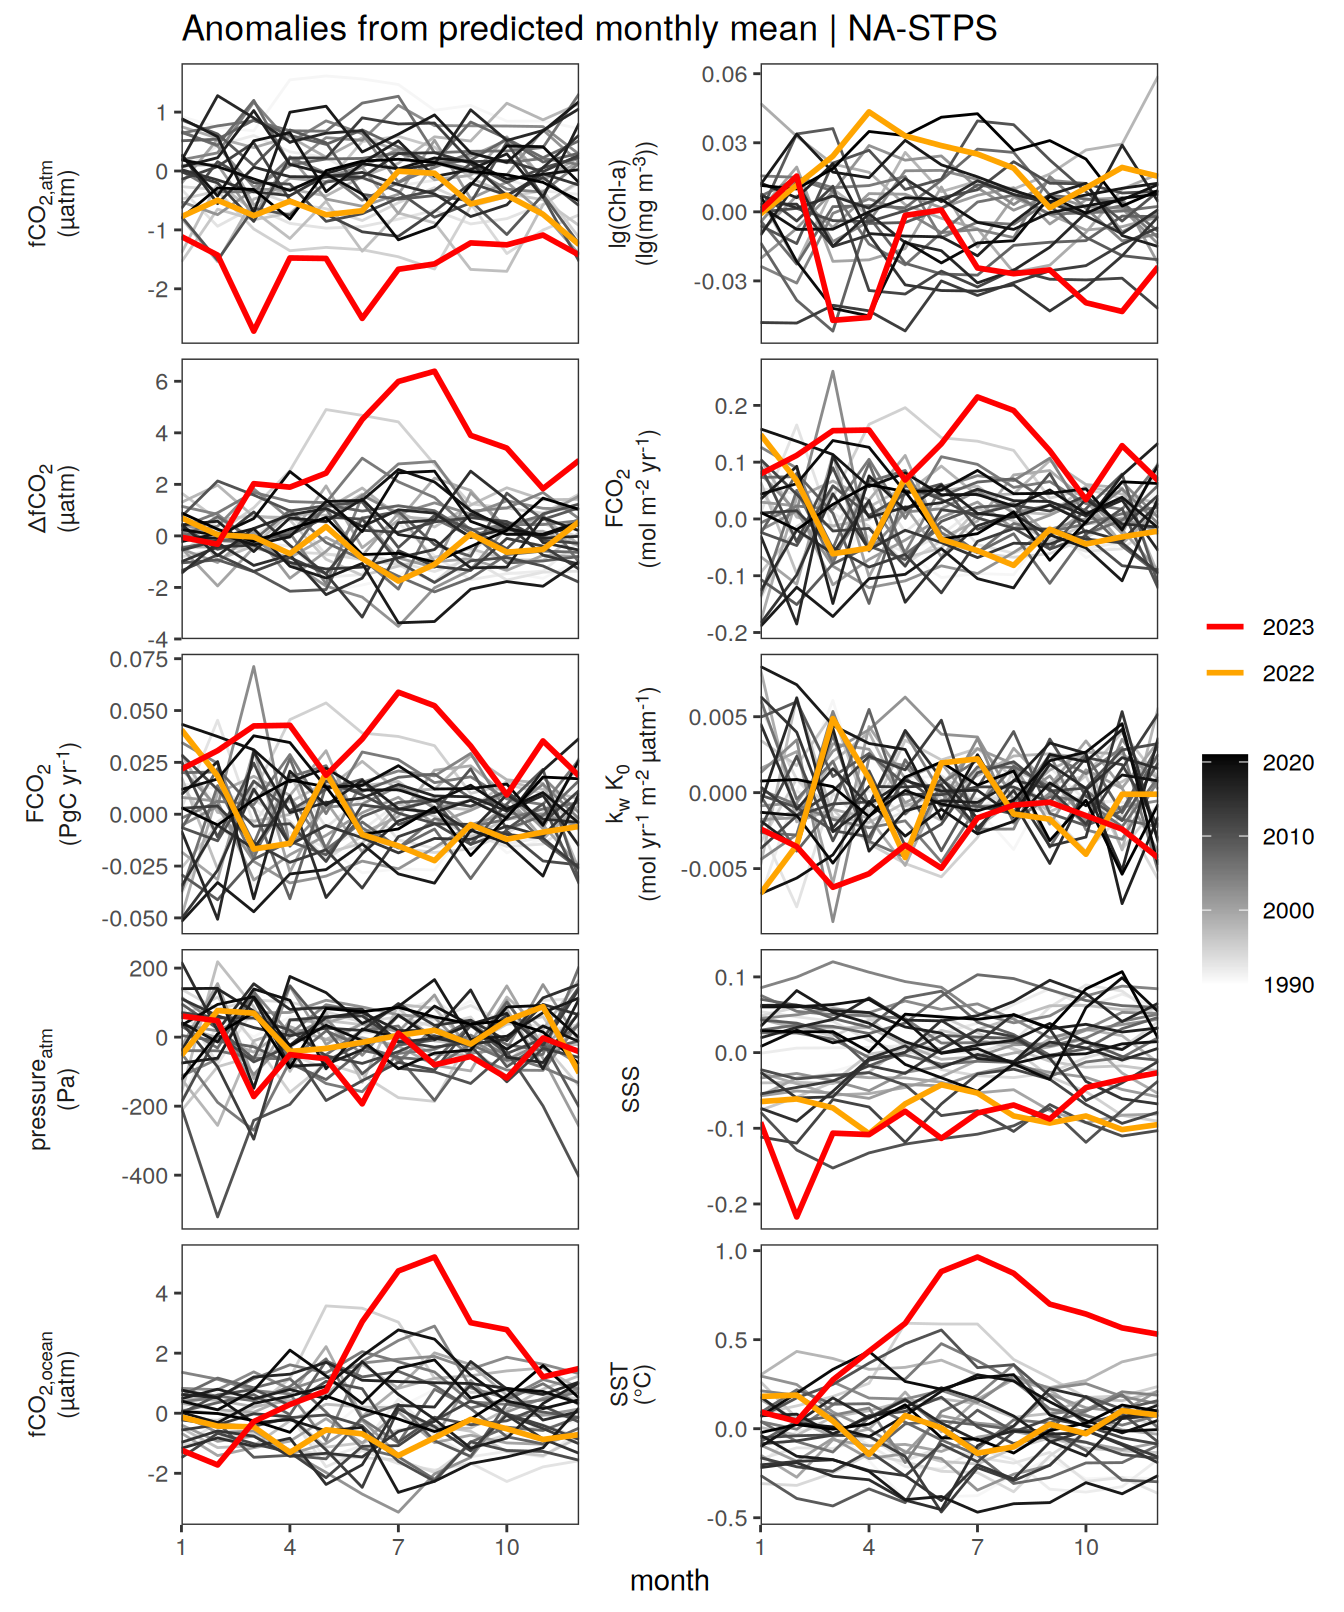 Anomalies from predicted monthly mean | NA-STPS
fCO2,atm
(µatm)
1
0
-1
-2
lg(Chl-a)
(lg(mg m-3))
0.06
0.03
0.00
-0.03
ΔfCO2
(µatm)
6
4
2
0
-2
-4
FCO2
(mol m-2 yr-1)
0.2
0.1
0.0
-0.1
-0.2
FCO2
(PgC yr-1)
0.075
0.050
0.025
0.000
-0.025
-0.050
kw K0
(mol yr-1 m-2 µatm-1)
0.005
0.000
-0.005
pressureatm
(Pa)
200
0
-200
-400
SSS
0.1
0.0
-0.1
-0.2
fCO2,ocean
(µatm)
4
2
0
-2
SST
(°C)
1.0
0.5
0.0
-0.5
1 4 7 10
1 4 7 10
month
2023
2022
2020
2010
2000
1990